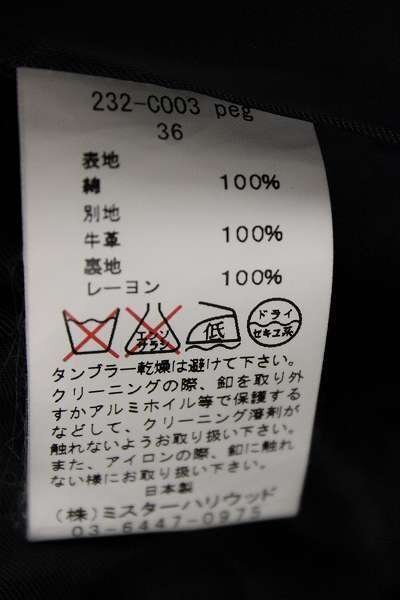 232-C003 peg
36
表地
綿 100%
別地
牛革 100%
裏地
レーヨン 100%
エンソ
サラシ
低
ドライ
セキユ系
タンブラー乾燥は避けて下さい。
クリーニングの際、釦を取り外
すかアルミホイル等で保護する
などして、クリーニング溶剤が
触れないようお取り扱い下さい。
また、アイロンの際、釦に触れ
ない様にお取り扱い下さい。
日本製
(株)ミスターハリウッド
03-6447-0975